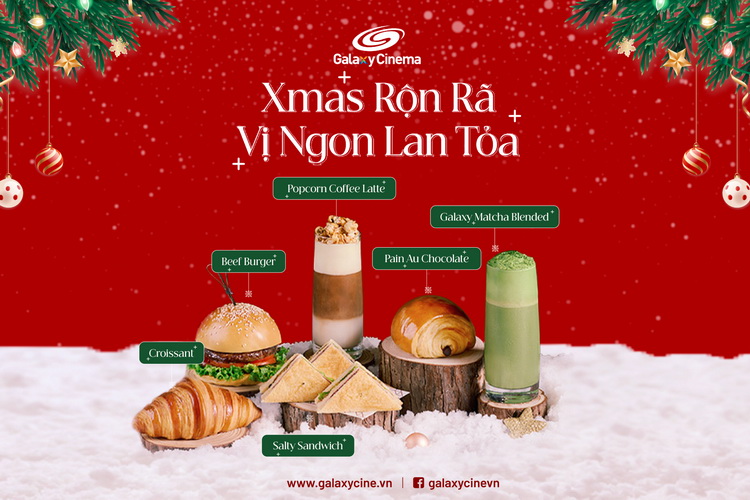 Galaxy Cinema
Xmas Rộn Rã
Vị Ngon Lan Tỏa
Popcorn Coffee Latte
Galaxy Matcha Blended
Beef Burger
Pain Au Chocolate
Croissant
Salty Sandwich
www.galaxycine.vn | galaxycinevn